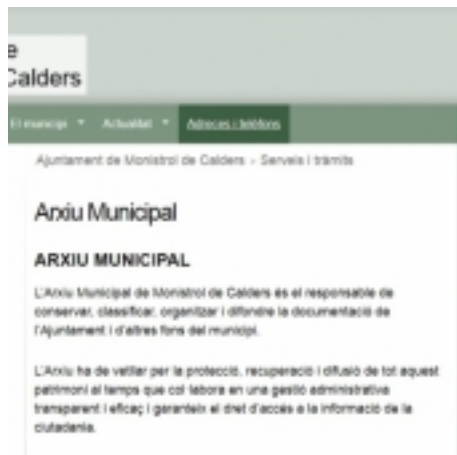 e
Calders
El municipi Actualitat Adreces i telèfons
Ajuntament de Monistrol de Calders › Serveis i tràmits
Arxiu Municipal
ARXIU MUNICIPAL
L'Arxiu Municipal de Monistrol de Calders és el responsable de
conservar, classificar, organitzar i difondre la documentació de
l'Ajuntament i d'altres fons del municipi.
L'Arxiu ha de vetllar per la protecció, recuperació i difusió de tot aquest
patrimoni al temps que col·labora en una gestió administrativa
transparent i eficaç i garanteix el dret d'accés a la informació de la
ciutadania.